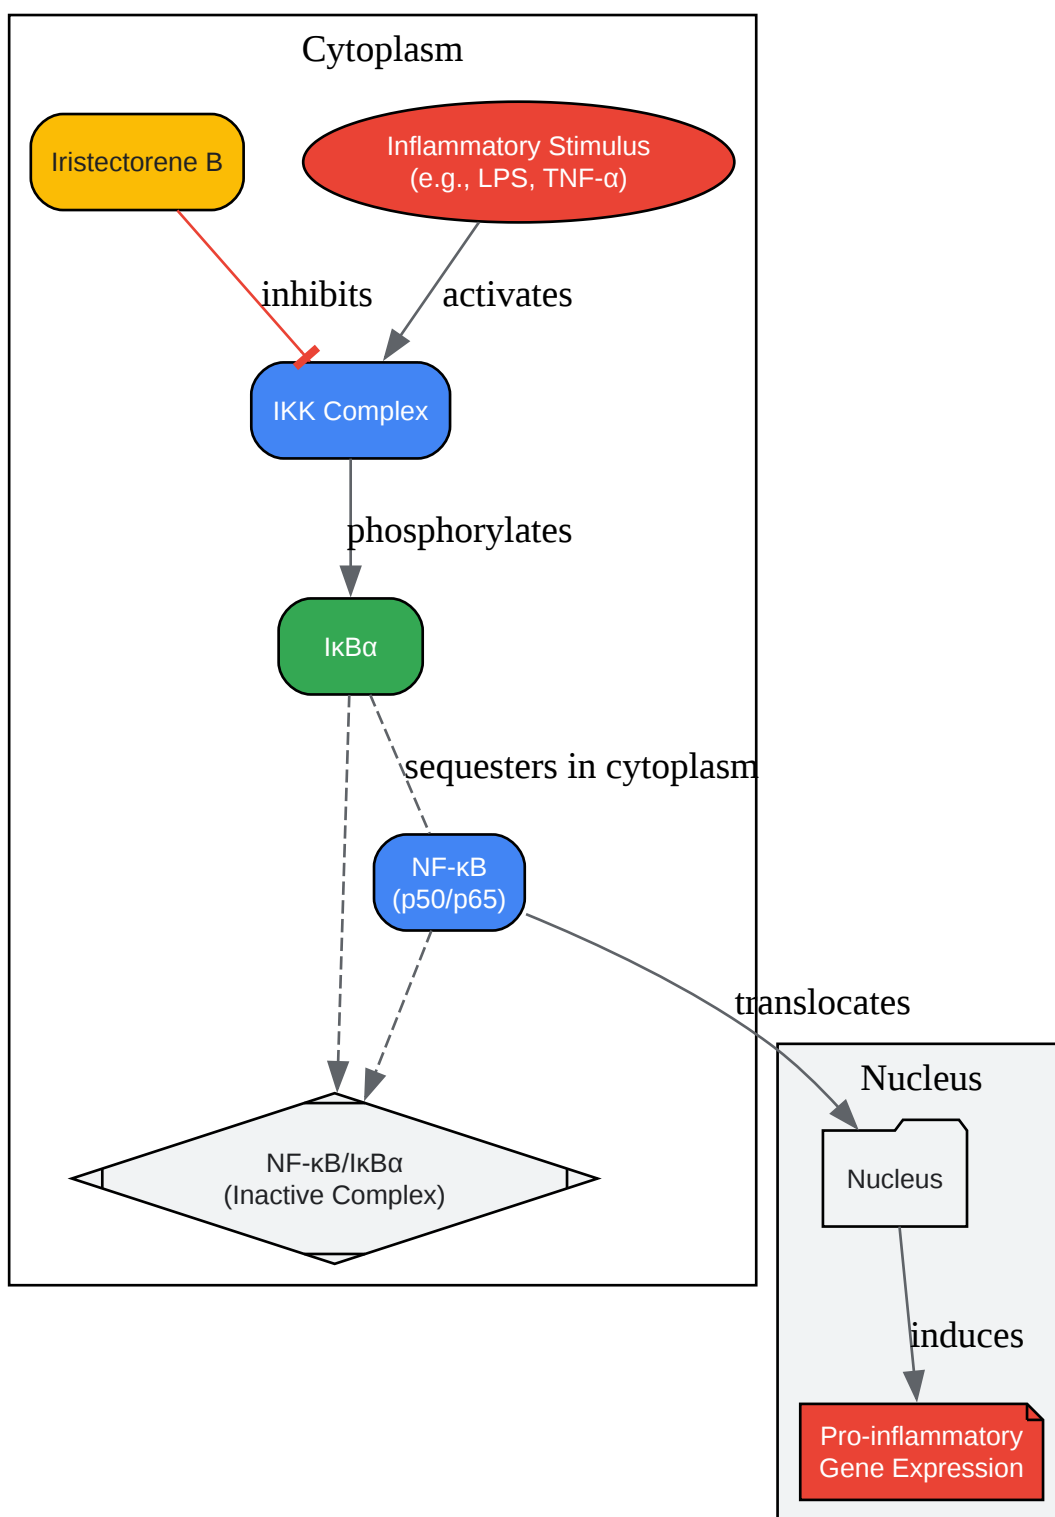 Cytoplasm
Iristectorene B
Inflammatory Stimulus
(e.g., LPS, TNF-α)
inhibits
activates
IKK Complex
phosphorylates
IκBα
sequesters in cytoplasm
NF-κB
(p50/p65)
translocates
Nucleus
NF-κB/IκBα
(Inactive Complex)
Nucleus
induces
Pro-inflammatory
Gene Expression